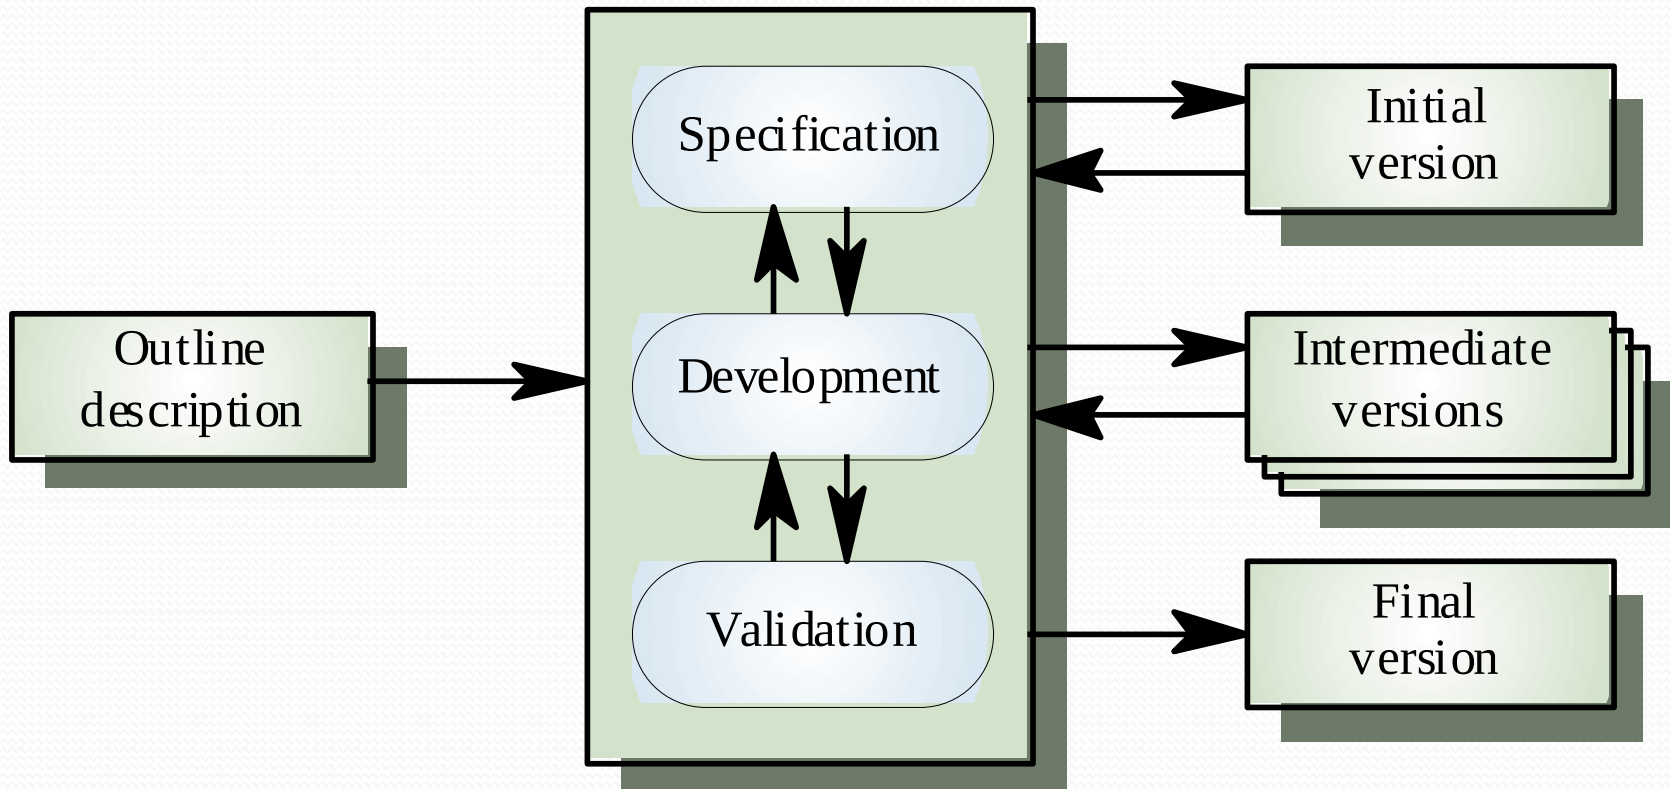 Outline
description
Specification
Development
Validation
Initial
version
Intermediate
versions
Final
version